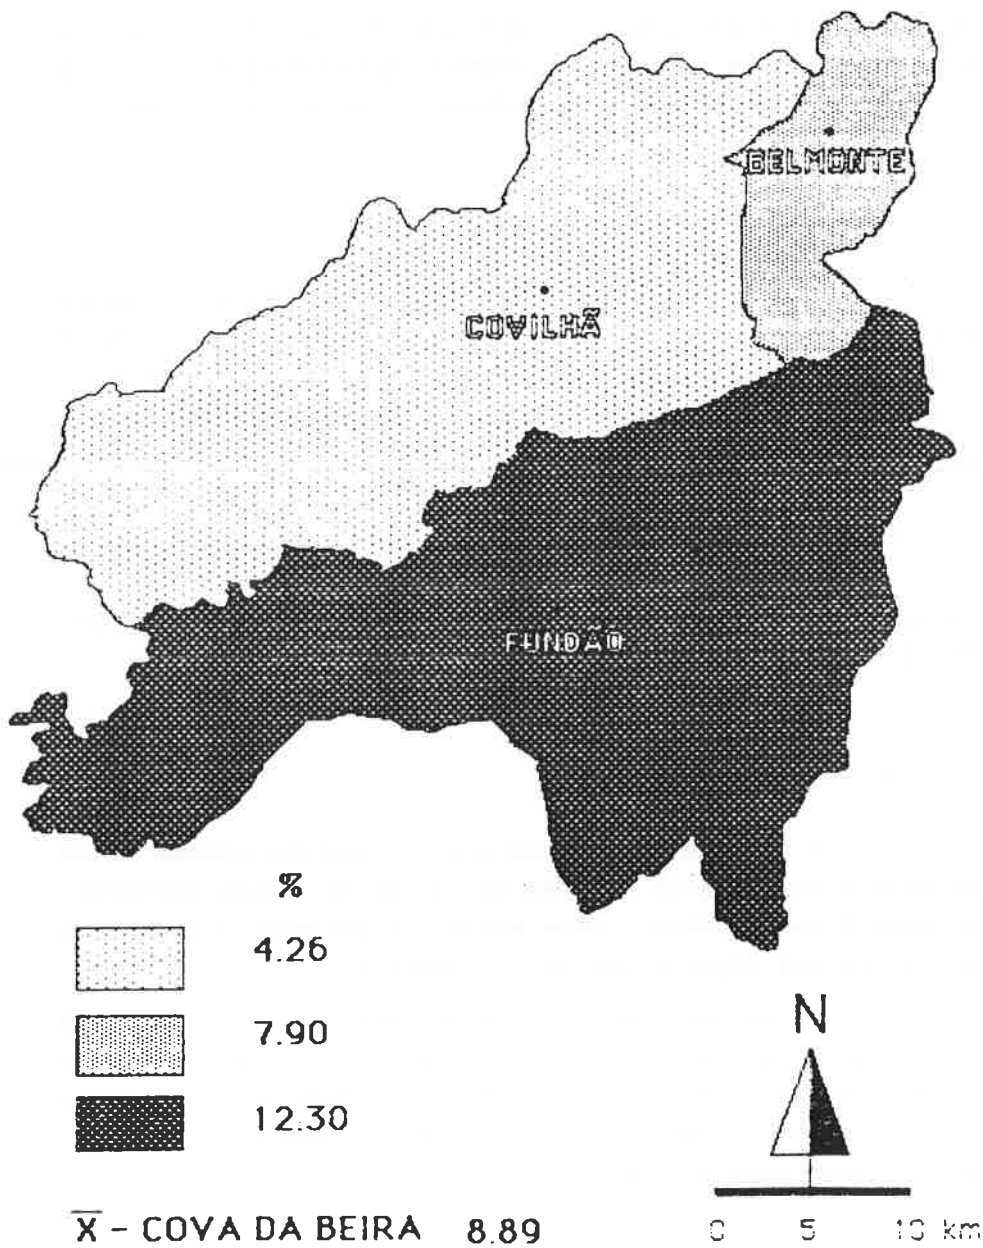 BELMONTE
COVILHÃ
FUNDÃO
%
4.26
7.90
12.30
N
X̄ - COVA DA BEIRA 8.89
0 5 10 km